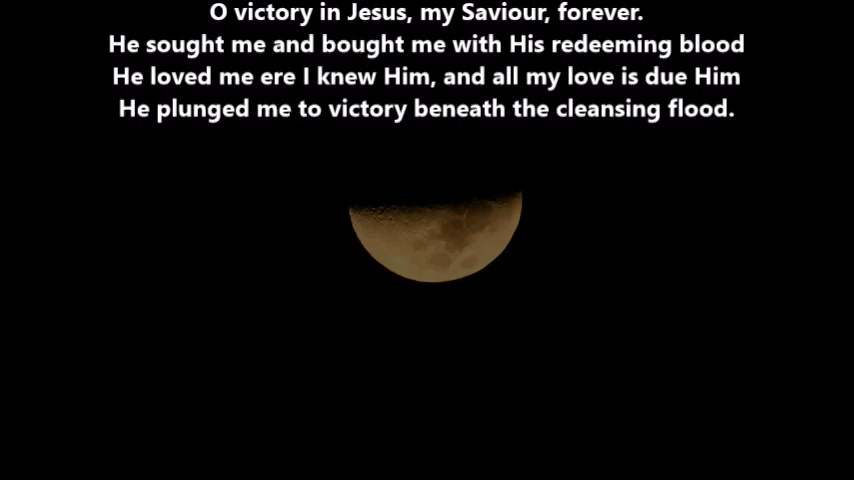 O victory in Jesus, my Saviour, forever.
He sought me and bought me with His redeeming blood
He loved me ere I knew Him, and all my love is due Him
He plunged me to victory beneath the cleansing flood.